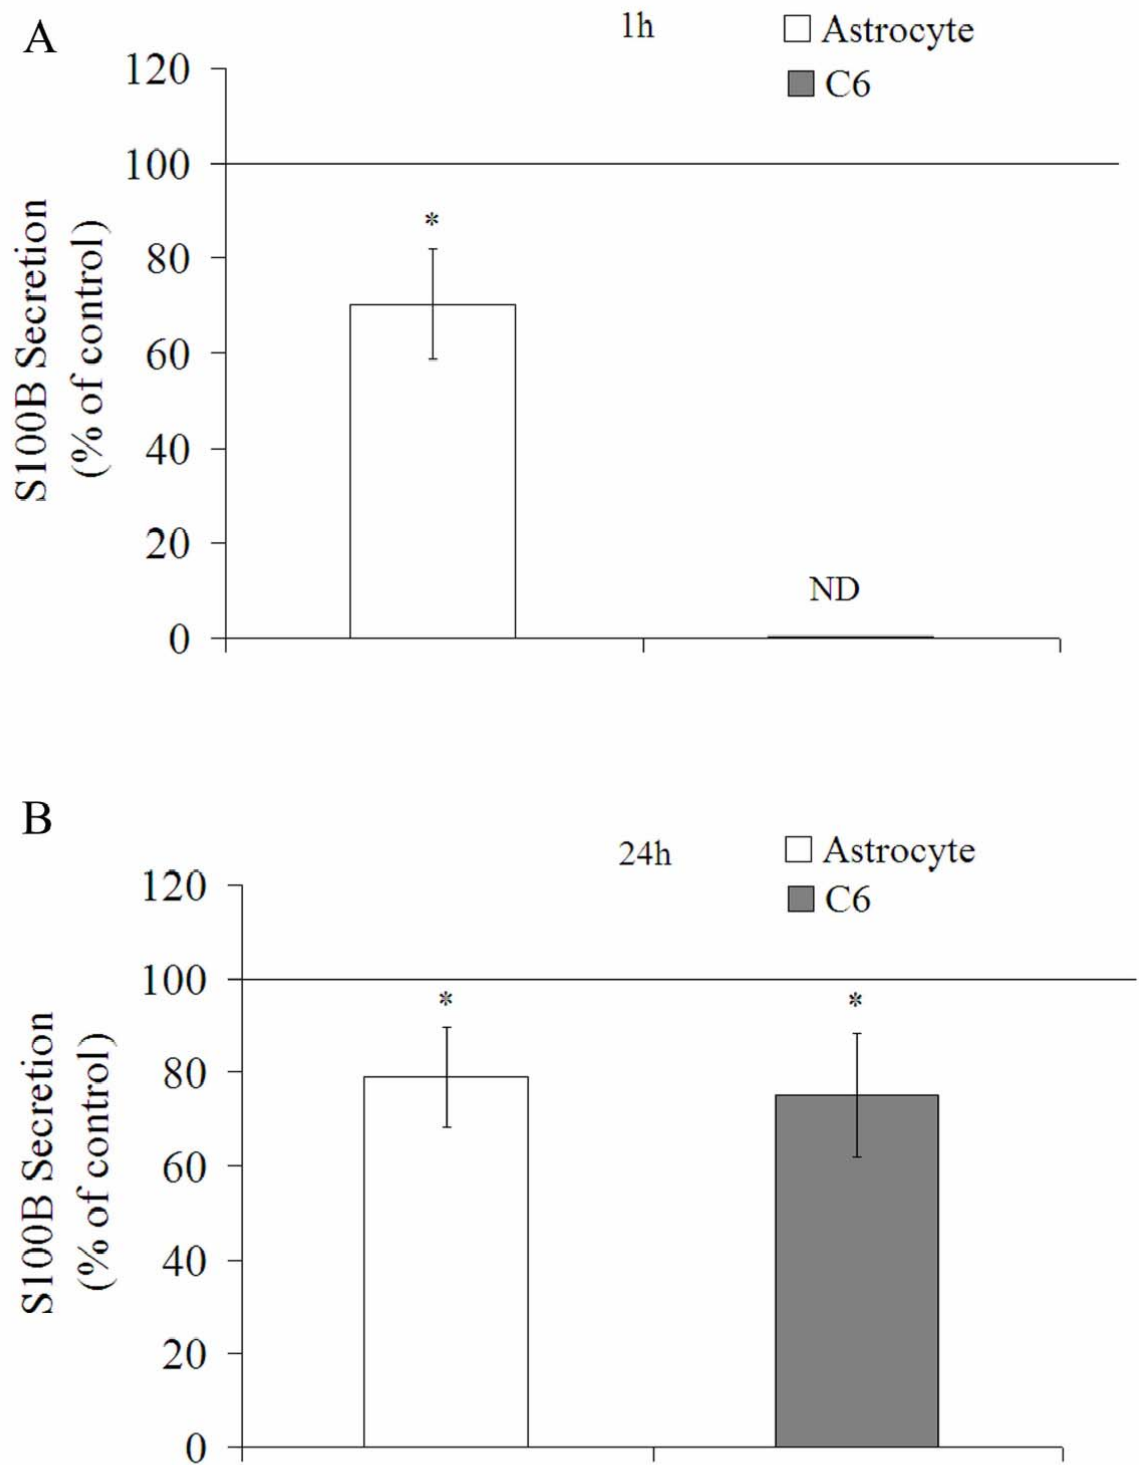 A
1h
Astrocyte
C6
120
100
80
60
40
20
0
S100B Secretion
(% of control)
*
ND
B
24h
Astrocyte
C6
120
100
80
60
40
20
0
S100B Secretion
(% of control)
*
*